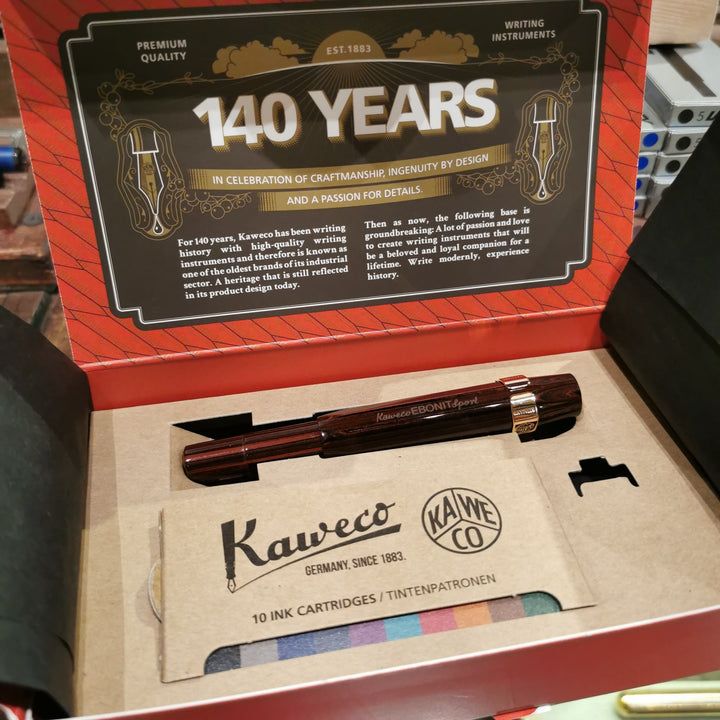 PREMIUM
QUALITY
EST.1883
WRITING
INSTRUMENTS
140 YEARS
IN CELEBRATION OF CRAFTMANSHIP, INGENUITY BY DESIGN
AND A PASSION FOR DETAILS.
For 140 years, Kaweco has been writing
history with high-quality writing
instruments and therefore is known as
one of the oldest brands of its industrial
sector. A heritage that is still reflected
in its product design today.
Then as now, the following base is
groundbreaking: A lot of passion and love
to create writing instruments that will
be a beloved and loyal companion for a
lifetime. Write modernly, experience
history.
Kaweco EBONIT Sport
Kaweco
GERMANY, SINCE 1883.
KA WE
CO
10 INK CARTRIDGES / TINTENPATRONEN